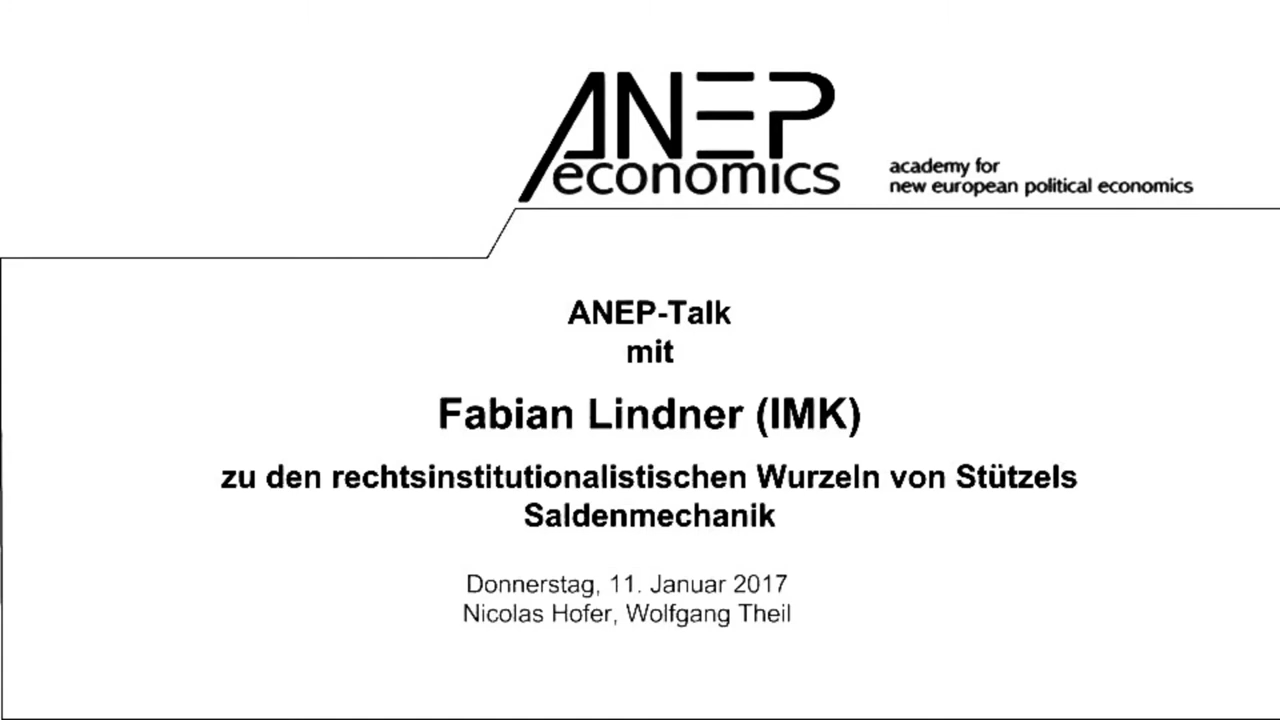 ANEP
economics
academy for
new european political economics
ANEP-Talk
mit
Fabian Lindner (IMK)
zu den rechtsinstitutionalistischen Wurzeln von Stützels
Saldenmechanik
Donnerstag, 11. Januar 2017
Nicolas Hofer, Wolfgang Theil